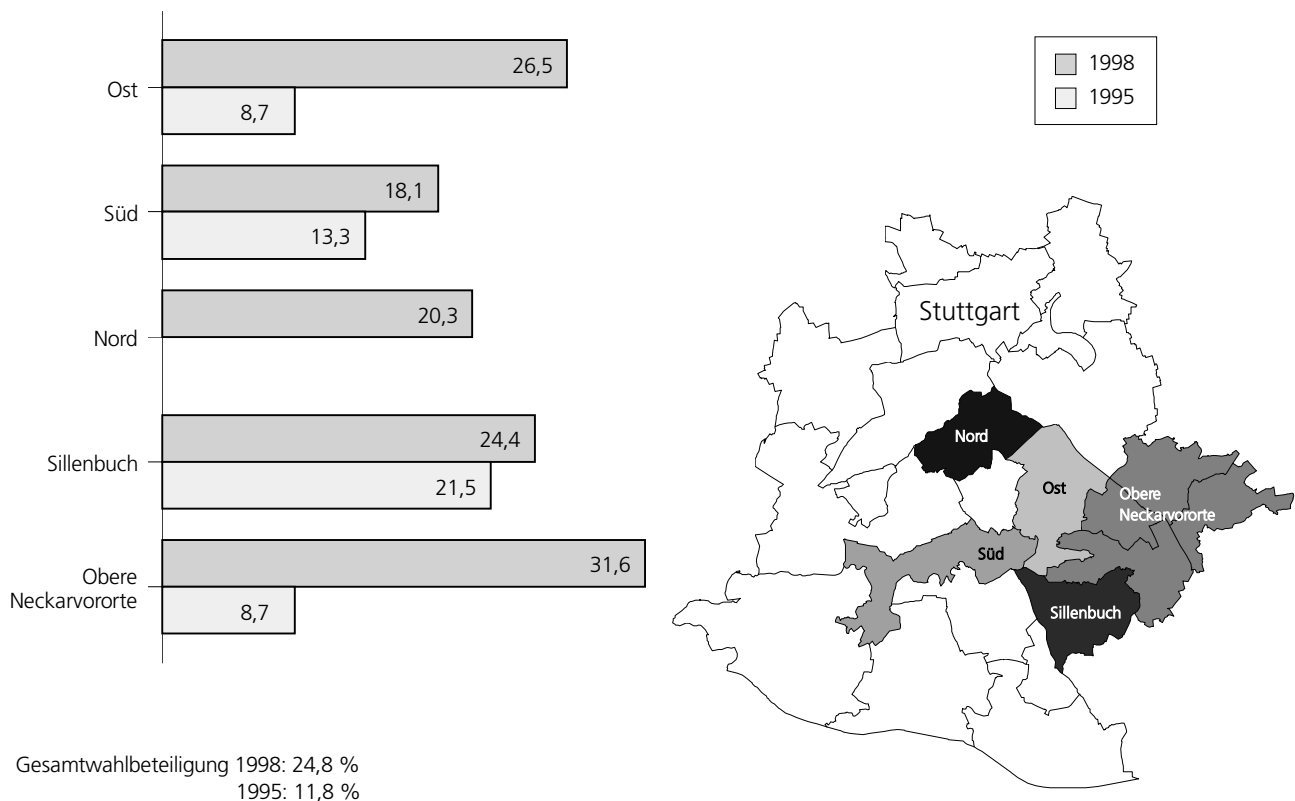 26,5
Ost
8,7
18,1
Süd
13,3
20,3
Nord
24,4
Sillenbuch
21,5
31,6
Obere
Neckarvororte
8,7
Gesamtwahlbeteiligung 1998: 24,8 %
1995: 11,8 %
1998
1995
Stuttgart
Nord
Ost
Obere
Neckarvororte
Süd
Sillenbuch